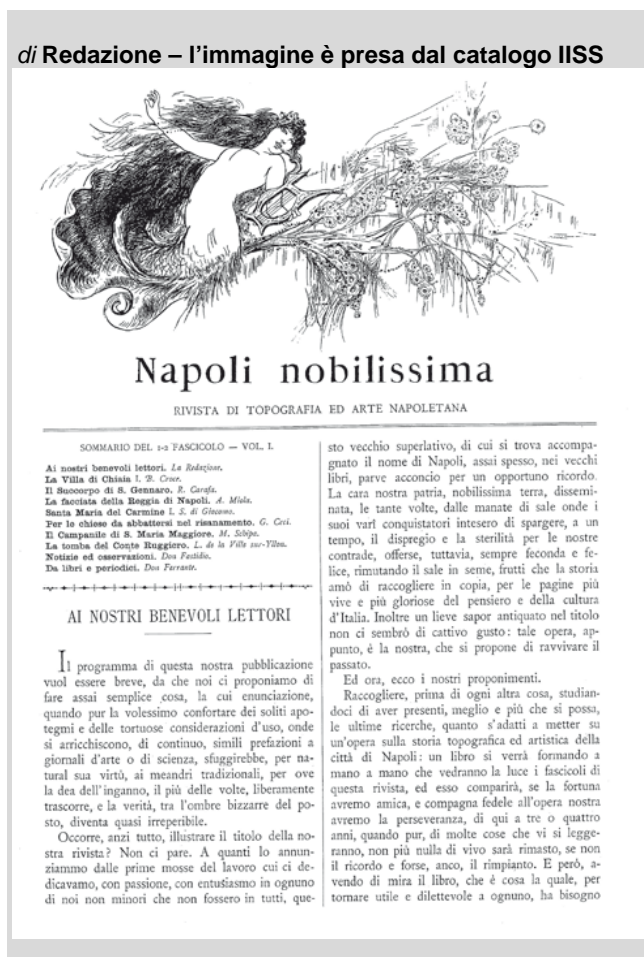 di Redazione – l'immagine è presa dal catalogo IISS
Napoli nobilissima
RIVISTA DI TOPOGRAFIA ED ARTE NAPOLETANA
SOMMARIO DEL 1-2 FASCICOLO — VOL. I.
Ai nostri benevoli lettori. La Redazione.
La Villa di Chiaia I. B. Croce.
Il Succorpo di S. Gennaro. R. Carafa.
La facciata della Reggia di Napoli. A. Miola.
Santa Maria del Carmine I. S. di Giacomo.
Per le chiese da abbattersi nel risanamento. G. Ceci.
Il Campanile di S. Maria Maggiore. M. Schipa.
La tomba del Conte Ruggiero. L. de la Ville sur-Yllon.
Notizie ed osservazioni. Don Fastidio.
Da libri e periodici. Don Ferrante.
AI NOSTRI BENEVOLI LETTORI
Il programma di questa nostra pubblicazione
vuol essere breve, da che noi ci proponiamo di
fare assai semplice cosa, la cui enunciazione,
quando pur la volessimo confortare dei soliti apo-
tegmi e delle tortuose considerazioni d'uso, onde
si arricchiscono, di continuo, simili prefazioni a
giornali d'arte o di scienza, sfuggirebbe, per na-
tural sua virtù, ai meandri tradizionali, per ove
la dea dell'inganno, il più delle volte, liberamente
trascorre, e la verità, tra l'ombre bizzarre del po-
sto, diventa quasi irreperibile.
Occorre, anzi tutto, illustrare il titolo della no-
stra rivista? Non ci pare. A quanti lo annun-
ziammo dalle prime mosse del lavoro cui ci de-
dicavamo, con passione, con entusiasmo in ognuno
di noi non minori che non fossero in tutti, que-
sto vecchio superlativo, di cui si trova accompa-
gnato il nome di Napoli, assai spesso, nei vecchi
libri, parve acconcio per un opportuno ricordo.
La cara nostra patria, nobilissima terra, dissemi-
nata, le tante volte, dalle manate di sale onde i
suoi varî conquistatori intesero di spargere, a un
tempo, il dispregio e la sterilità per le nostre
contrade, offerse, tuttavia, sempre feconda e fe-
lice, rimutando il sale in seme, frutti che la storia
amò di raccogliere in copia, per le pagine più
vive e più gloriose del pensiero e della cultura
d'Italia. Inoltre un lieve sapor antiquato nel titolo
non ci sembrò di cattivo gusto: tale opera, ap-
punto, è la nostra, che si propone di ravvivare il
passato.
Ed ora, ecco i nostri proponimenti.
Raccogliere, prima di ogni altra cosa, studian-
doci di aver presenti, meglio e più che si possa,
le ultime ricerche, quanto s'adatti a metter su
un'opera sulla storia topografica ed artistica della
città di Napoli: un libro si verrà formando a
mano a mano che vedranno la luce i fascicoli di
questa rivista, ed esso comparirà, se la fortuna
avremo amica, e compagna fedele all'opera nostra
avremo la perseveranza, di qui a tre o quattro
anni, quando pur, di molte cose che vi si legge-
ranno, non più nulla di vivo sarà rimasto, se non
il ricordo e forse, anco, il rimpianto. E però, a-
vendo di mira il libro, che è cosa la quale, per
tornare utile e dilettevole a ognuno, ha bisogno